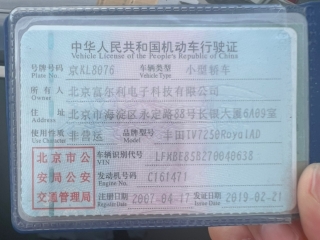 中华人民共和国机动车行驶证
Vehicle License of the People's Republic of China
号牌号码 京KL8076 车辆类型 小型轿车
Plate No. Vehicle Type
所有人 北京富尔利电子科技有限公司
Owner
住址 北京市海淀区永定路88号长银大厦6A09室
Address
使用性质 非营运 品牌型号 丰田TV7250RoyalAD
Use Character Model
北京市公安局公安交通管理局
车辆识别代号 LFMBE85B270040638
VIN
发动机号码 C161471
Engine No.
注册日期 2007-04-17 发证日期 2019-02-21
Register Date Issue Date